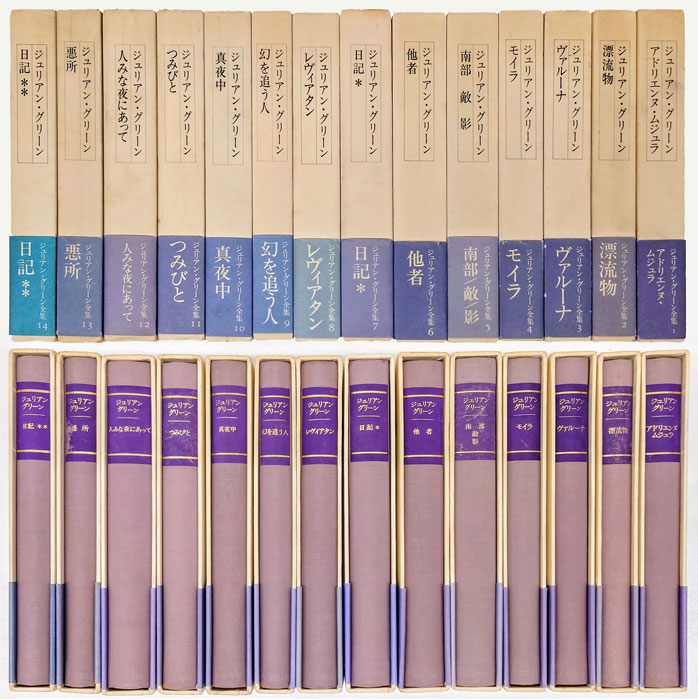 ジュリアン・グリーン
アドリエンヌ・ムジュラ
ジュリアン・グリーン全集1
アドリエンヌ・
ムジュラ
ジュリアン・グリーン
漂流物
ジュリアン・グリーン全集2
漂流物
ジュリアン・グリーン
ヴァルーナ
ジュリアン・グリーン全集3
ヴァルーナ
ジュリアン・グリーン
モイラ
ジュリアン・グリーン全集4
モイラ
ジュリアン・グリーン
南部 敵 影
ジュリアン・グリーン全集5
南部/敵/影
ジュリアン・グリーン
他者
ジュリアン・グリーン全集6
他者
ジュリアン・グリーン
日記*
ジュリアン・グリーン全集7
日記*
ジュリアン・グリーン
レヴィアタン
ジュリアン・グリーン全集8
レヴィアタン
ジュリアン・グリーン
幻を追う人
ジュリアン・グリーン全集9
幻を追う人
ジュリアン・グリーン
真夜中
ジュリアン・グリーン全集10
真夜中
ジュリアン・グリーン
つみびと
ジュリアン・グリーン全集11
つみびと
ジュリアン・グリーン
人みな夜にあって
ジュリアン・グリーン全集12
人みな夜にあって
ジュリアン・グリーン
悪所
ジュリアン・グリーン全集13
悪所
ジュリアン・グリーン
日記**
ジュリアン・グリーン全集14
日記**
ジュリアン
グリーン
アドリエンヌ
ムジュラ
ジュリアン
グリーン
漂流物
ジュリアン
グリーン
ヴァルーナ
ジュリアン
グリーン
モイラ
ジュリアン
グリーン
南部
敵
影
ジュリアン
グリーン
他者
ジュリアン
グリーン
日記*
ジュリアン
グリーン
レヴィアタン
ジュリアン
グリーン
幻を追う人
ジュリアン
グリーン
真夜中
ジュリアン
グリーン
つみびと
ジュリアン
グリーン
人みな夜にあって
ジュリアン
グリーン
悪所
ジュリアン
グリーン
日記**